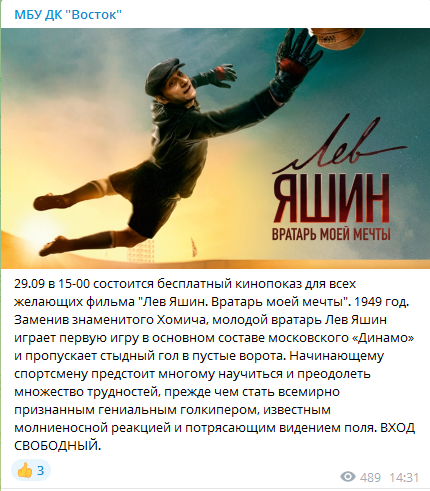 МБУ ДК "Восток"
Лев
ЯШИН
ВРАТАРЬ МОЕЙ МЕЧТЫ
29.09 в 15-00 состоится бесплатный кинопоказ для всех
желающих фильма "Лев Яшин. Вратарь моей мечты". 1949 год.
Заменив знаменитого Хомича, молодой вратарь Лев Яшин
играет первую игру в основном составе московского «Динамо»
и пропускает стыдный гол в пустые ворота. Начинающему
спортсмену предстоит многому научиться и преодолеть
множество трудностей, прежде чем стать всемирно
признанным гениальным голкипером, известным
молниеносной реакцией и потрясающим видением поля. ВХОД
СВОБОДНЫЙ.
3
489 14:31